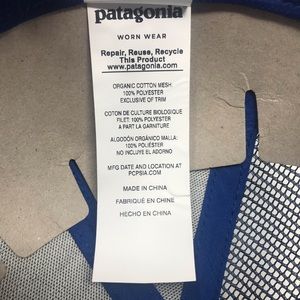 patagonia
WORN WEAR
Repair, Reuse, Recycle
This Product
www.patagonia.com
ORGANIC COTTON MESH
100% POLYESTER
EXCLUSIVE OF TRIM
COTON DE CULTURE BIOLOGIQUE
FILET: 100% POLYESTER
A PART LA GARNITURE
ALGODÓN ORGÁNICO MALLA:
100% POLIÉSTER
NO INCLUYE EL ADORNO
MFG DATE AND LOCATION AT
PCPSIA.COM
MADE IN CHINA
FABRIQUÉ EN CHINE
HECHO EN CHINA